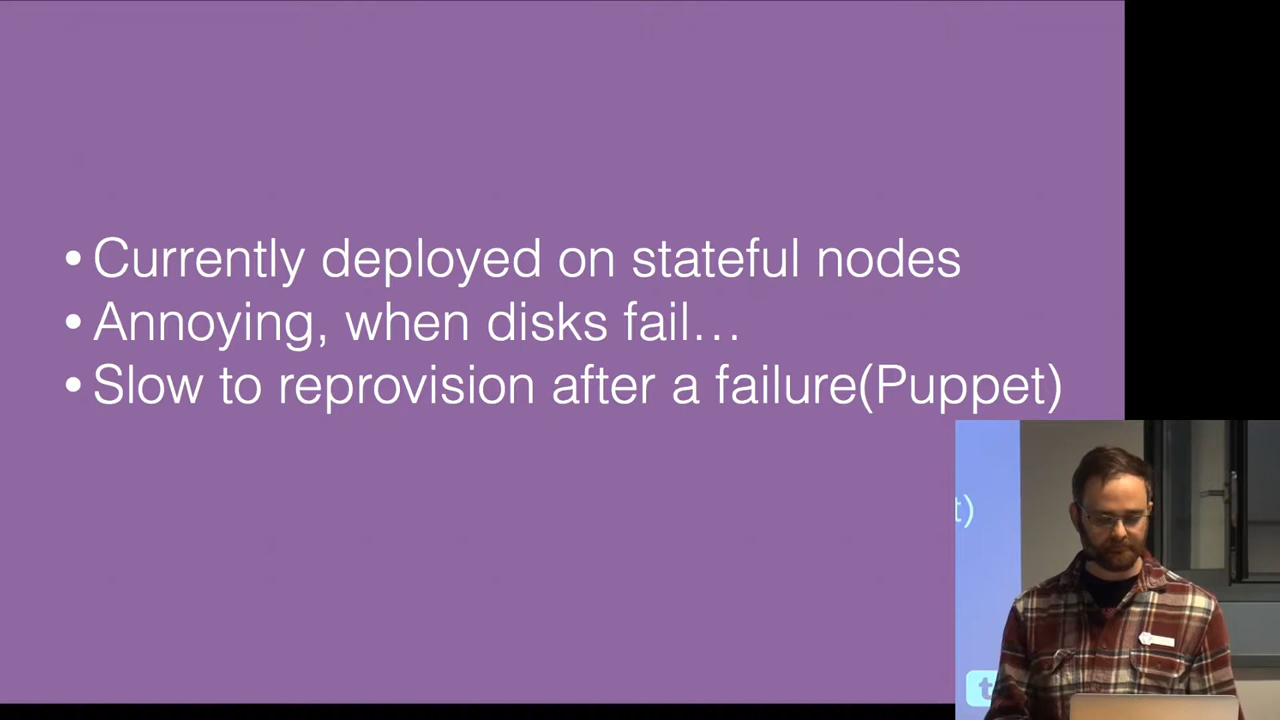 • Currently deployed on stateful nodes
• Annoying, when disks fail…
• Slow to reprovision after a failure(Puppet)
t)
t